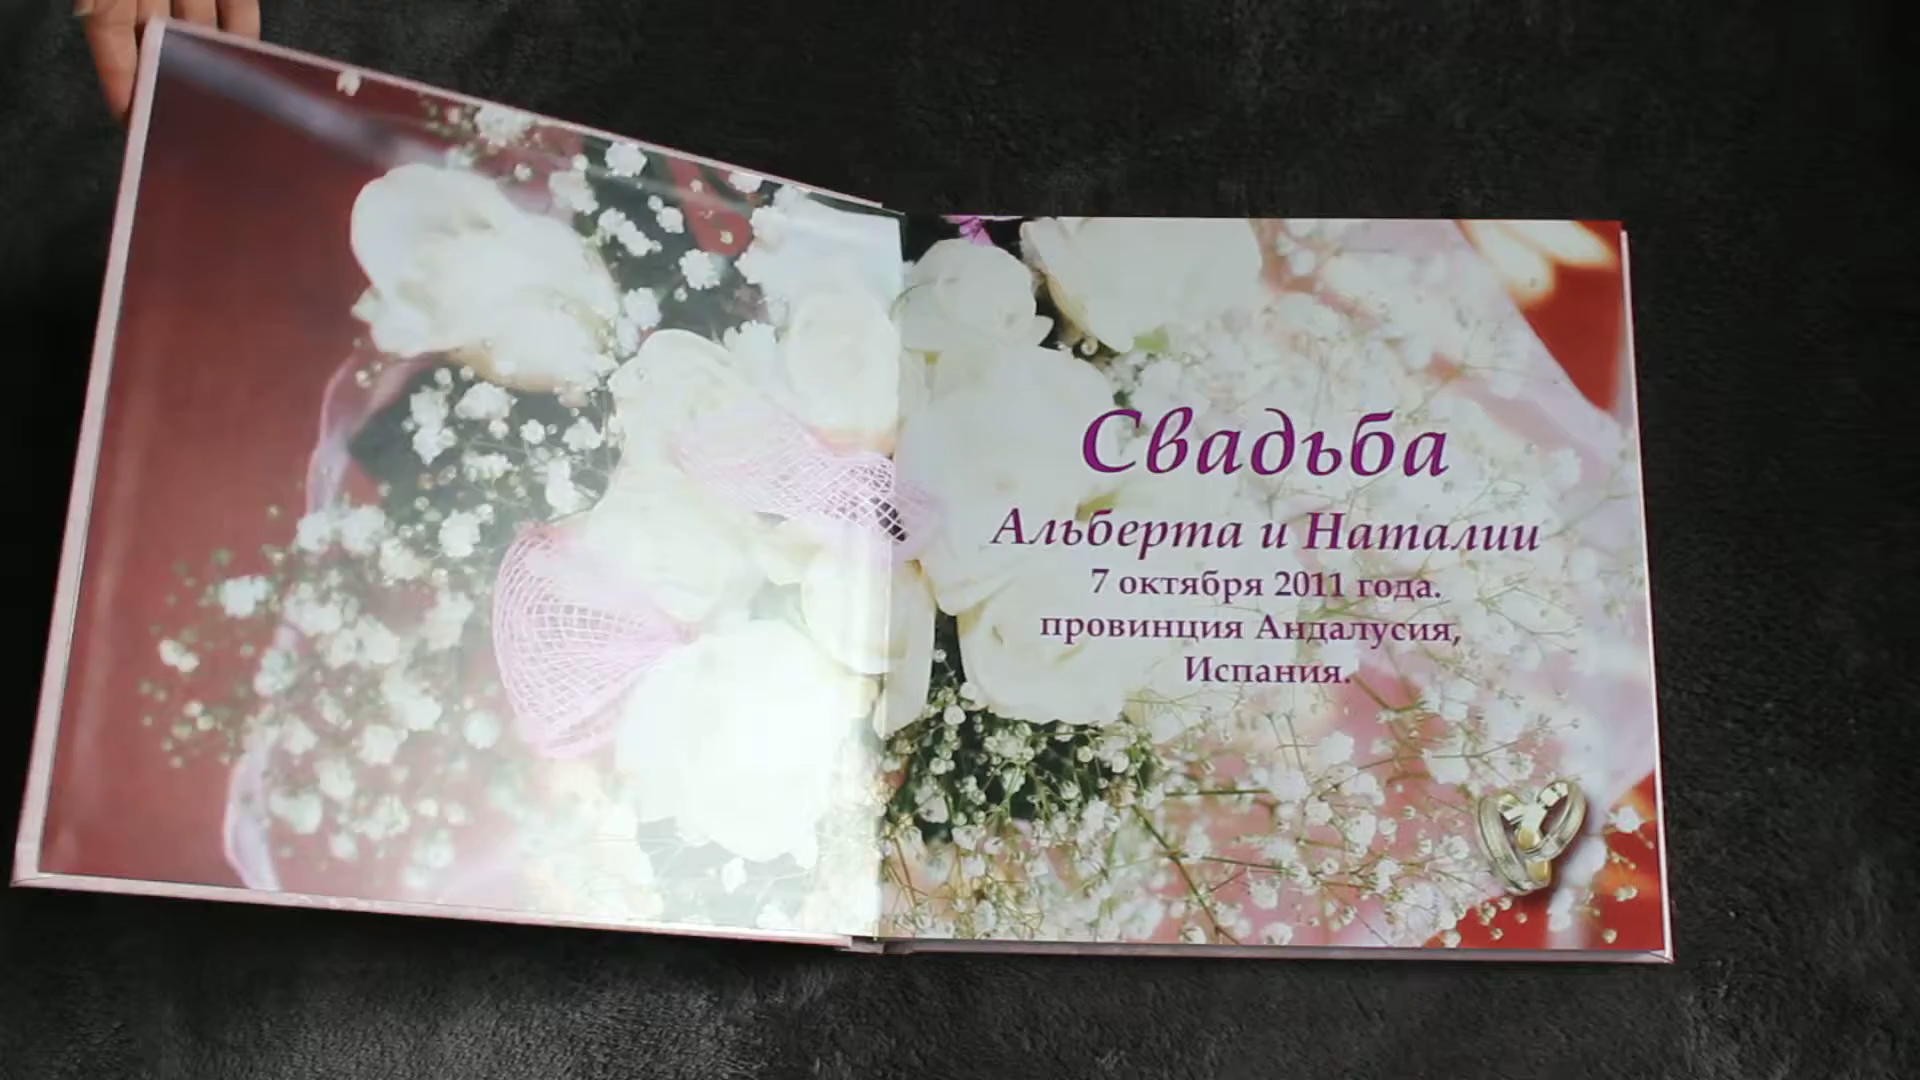 Свадьба
Альберта и Наталии
7 октября 2011 года.
провинция Андалусия,
Испания.